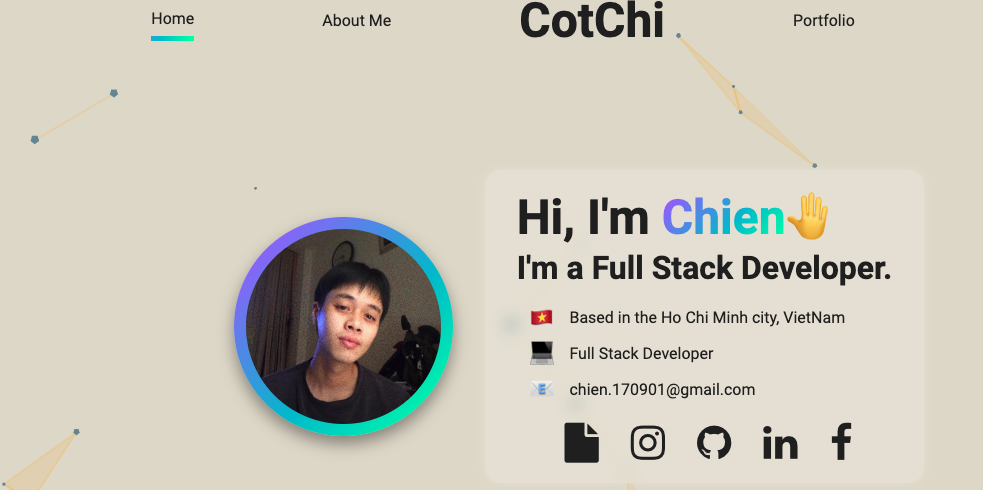 Home
About Me
CotChi
Portfolio
Hi, I'm Chien👋
I'm a Full Stack Developer.
Based in the Ho Chi Minh city, VietNam
Full Stack Developer
chien.170901@gmail.com